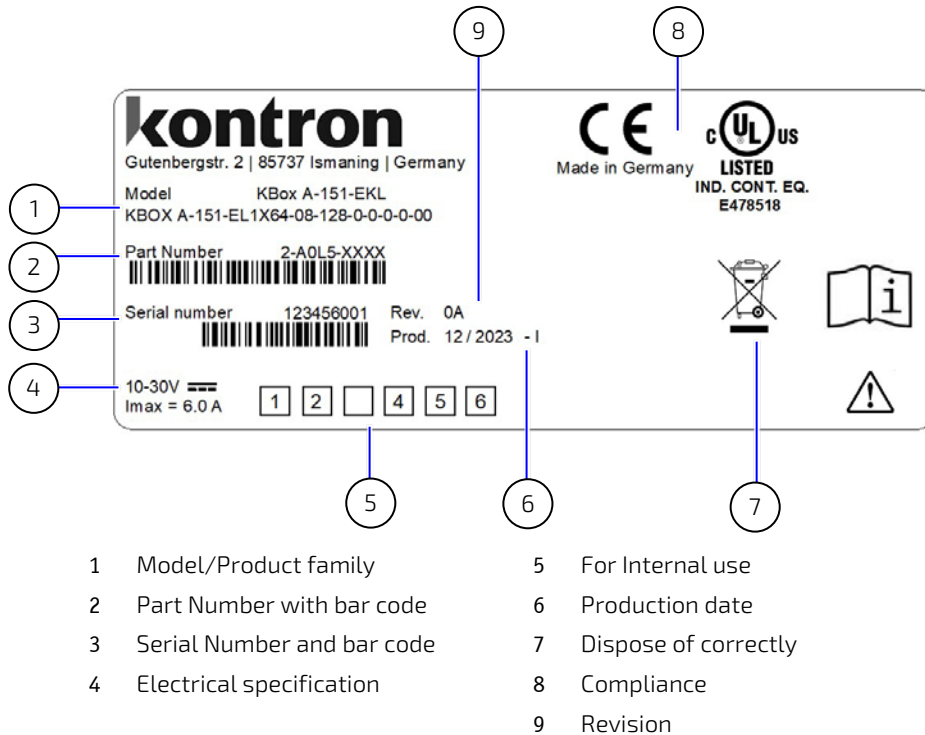 9 8
kontron
Gutenbergstr. 2 | 85737 Ismaning | Germany
Made in Germany
C UL US
®
LISTED
IND. CONT. EQ.
E478518
1
Model KBox A-151-EKL
KBOX A-151-EL1X64-08-128-0-0-0-0-00
2
Part Number 2-A0L5-XXXX
3
Serial number 123456001 Rev. 0A
Prod. 12/2023 - I
i
4
10-30V
Imax = 6.0 A
1 2 4 5 6
5 6 7
1 Model/Product family
2 Part Number with bar code
3 Serial Number and bar code
4 Electrical specification
5 For Internal use
6 Production date
7 Dispose of correctly
8 Compliance
9 Revision